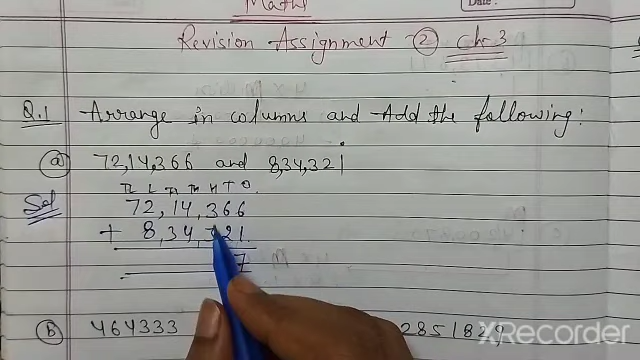 Maths
Date :
Revision Assignment - 2 Ch-3
Q.1 Arrange in columns and Add the following:
a 72,14,366 and 8,34,321
TL L TTh Th H T O
Sol 72,14,366
+ 8,34,321
7
b 464333 2851829
XRecorder